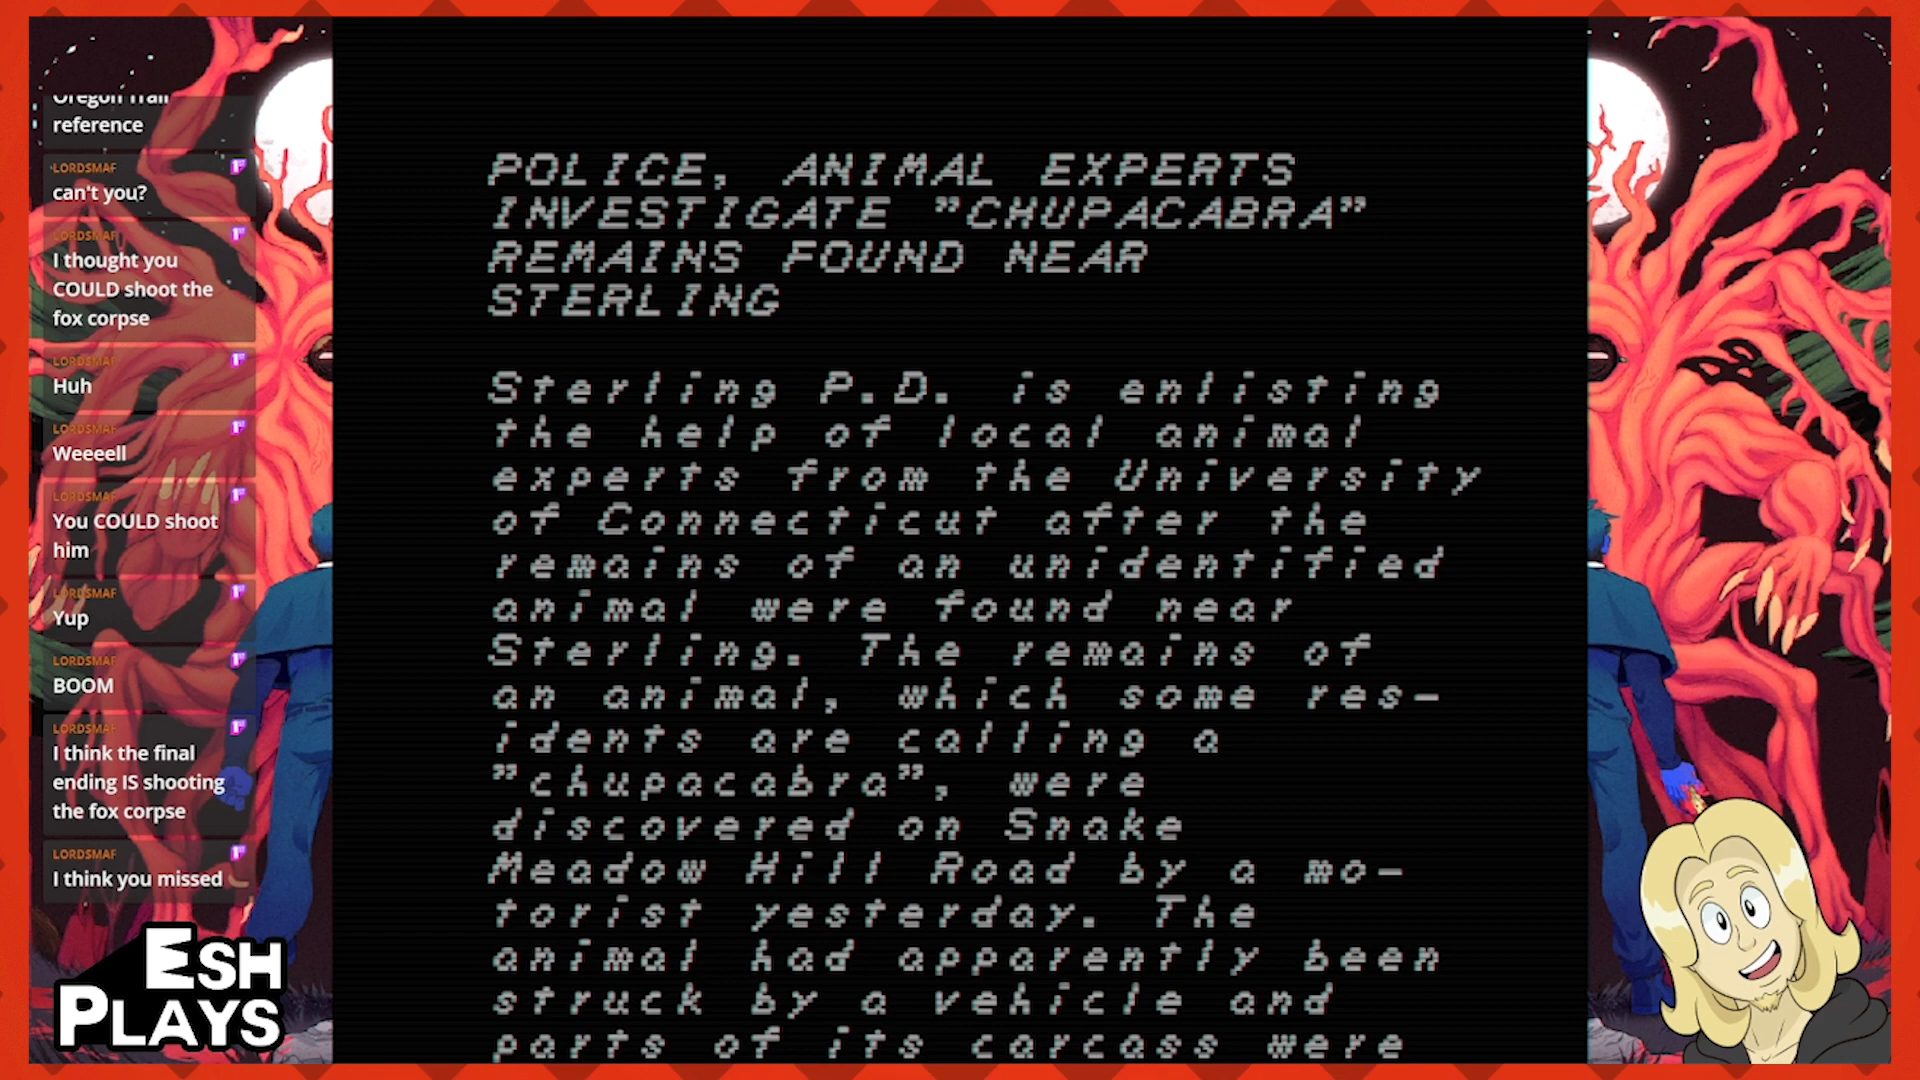 Oregon Trail
reference
LORDSMAF
can't you?
LORDSMAF
I thought you
COULD shoot the
fox corpse
LORDSMAF
Huh
LORDSMAF
Weeeell
LORDSMAF
You COULD shoot
him
LORDSMAF
Yup
LORDSMAF
BOOM
LORDSMAF
I think the final
ending IS shooting
the fox corpse
LORDSMAF
I think you missed
ESH
PLAYS
POLICE, ANIMAL EXPERTS
INVESTIGATE "CHUPACABRA"
REMAINS FOUND NEAR
STERLING
Sterling P.D. is enlisting
the help of local animal
experts from the University
of Connecticut after the
remains of an unidentified
animal were found near
Sterling. The remains of
an animal, which some res-
idents are calling a
"chupacabra", were
discovered on Snake
Meadow Hill Road by a mo-
torist yesterday. The
animal had apparently been
struck by a vehicle and
parts of its carcass were